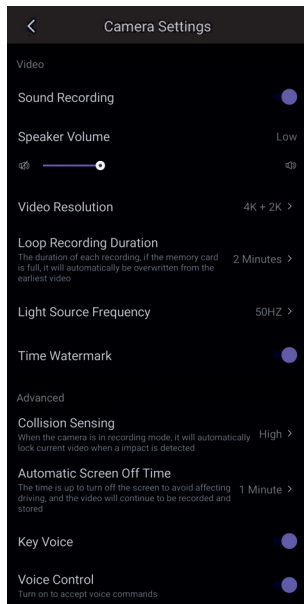 Camera Settings
Video
Sound Recording
Speaker Volume
Low
Video Resolution
4K + 2K >
Loop Recording Duration
The duration of each recording, if the memory card
is full, it will automatically be overwritten from the
earliest video
2 Minutes >
Light Source Frequency
50HZ >
Time Watermark
Advanced
Collision Sensing
When the camera is in recording mode, it will automatically
lock current video when a impact is detected
High >
Automatic Screen Off Time
The time is up to turn off the screen to avoid affecting
driving, and the video will continue to be recorded and
stored
1 Minute >
Key Voice
Voice Control
Turn on to accept voice commands